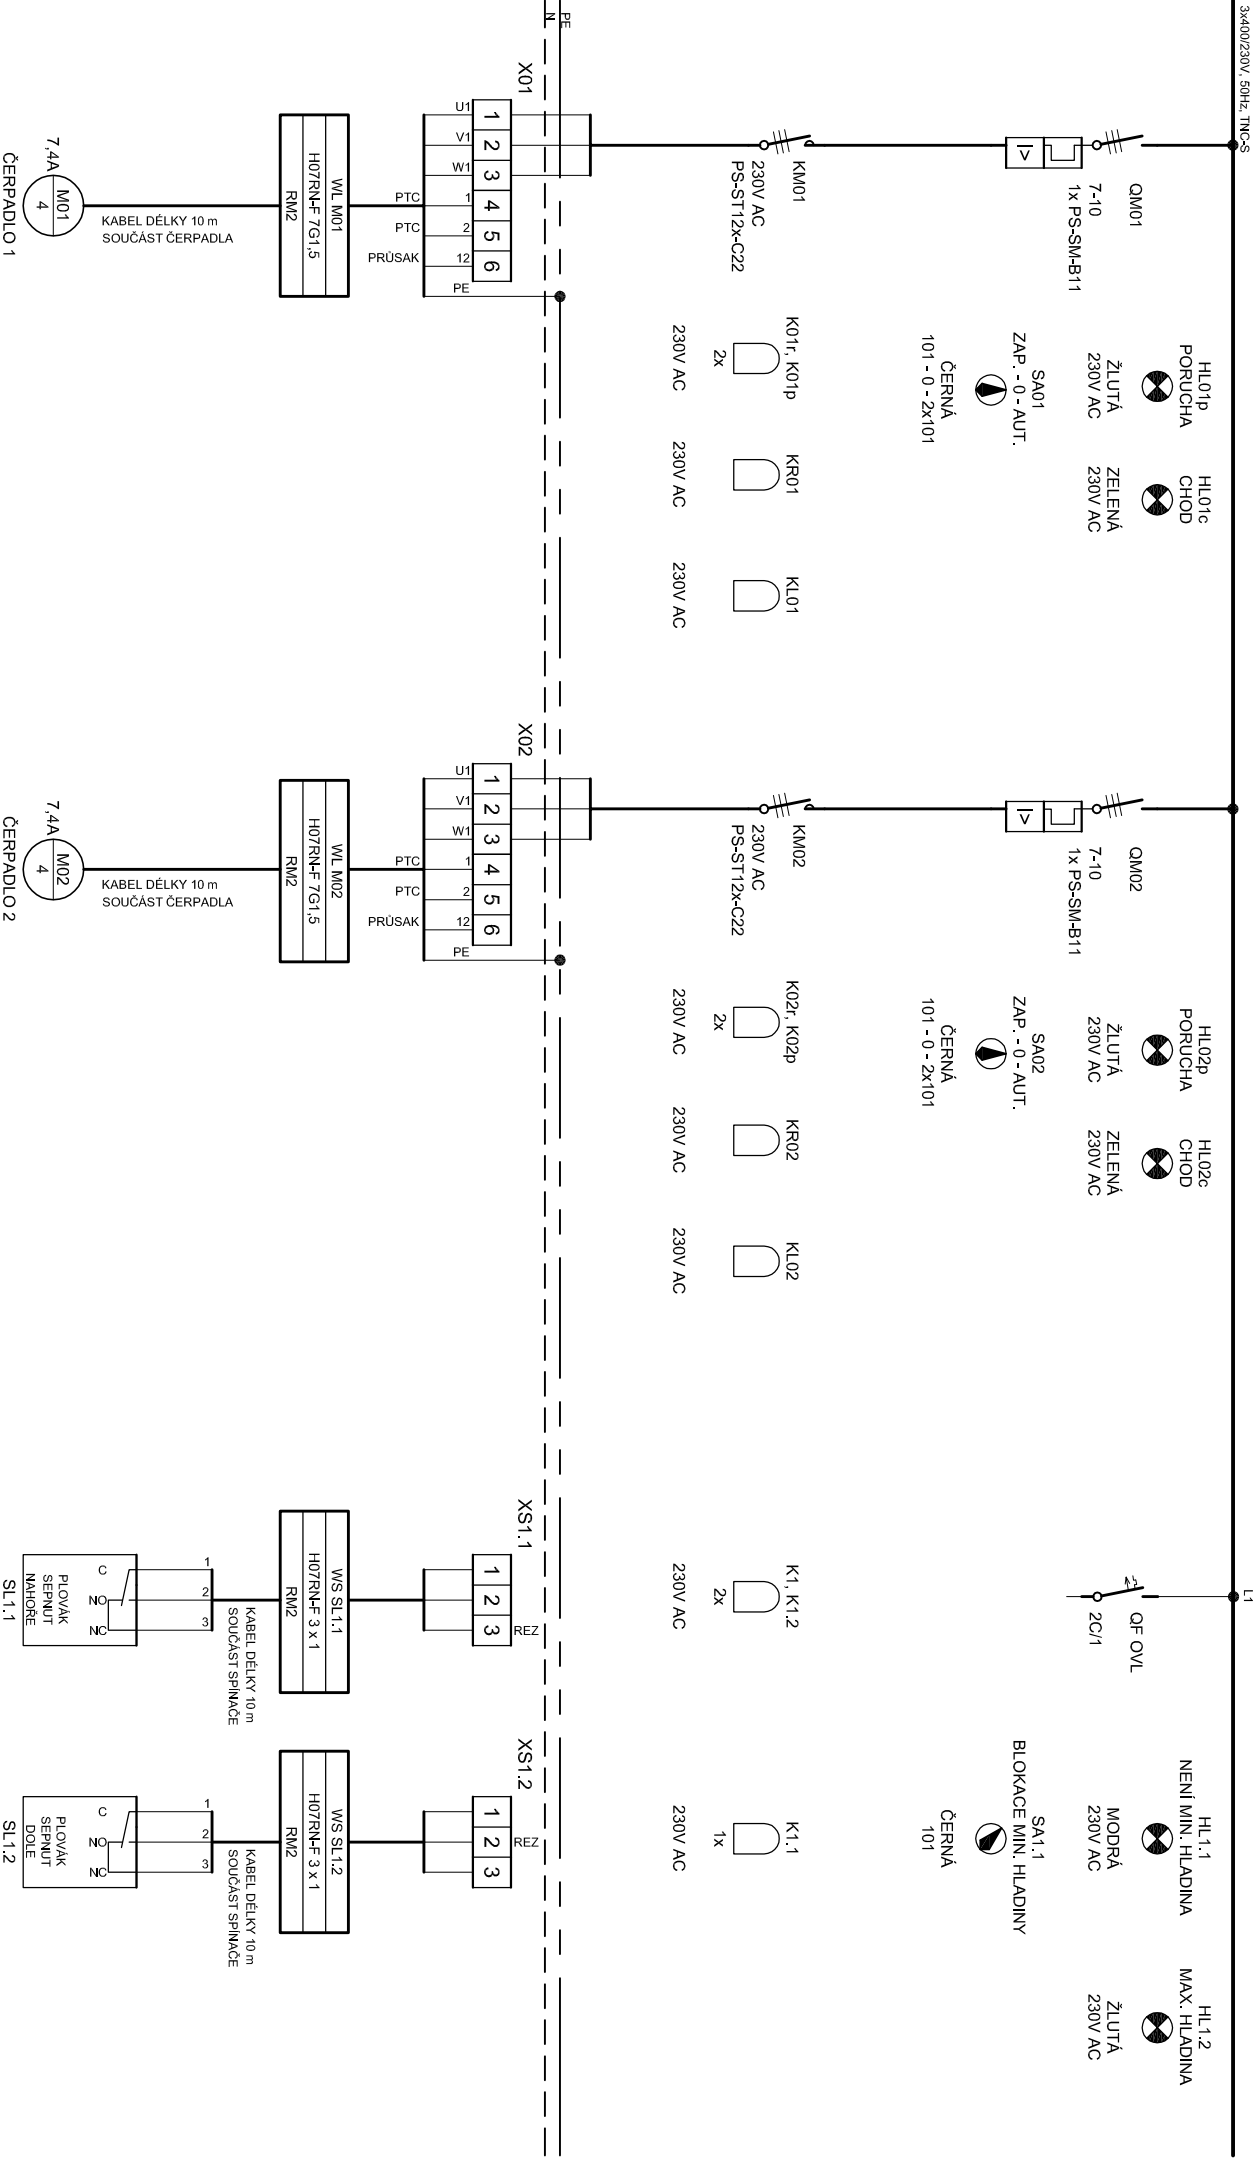 3x400/230V, 50Hz, TNC-S
L1
QM01
7-10
1x PS-SM-B11
I>
HL01p
PORUCHA
ŽLUTÁ
230V AC
HL01c
CHOD
ZELENÁ
230V AC
SA01
ZAP. - 0 - AUT.
ČERNÁ
101 - 0 - 2x101
KM01
230V AC
PS-ST12x-C22
K01r, K01p
2x
230V AC
KR01
230V AC
KL01
230V AC
PE
N
X01
1
2
3
4
5
6
U1
V1
W1
1
2
12
PE
PTC
PTC
PRŮSAK
WL M01
H07RN-F 7G1,5
RM2
KABEL DÉLKY 10 m
SOUČÁST ČERPADLA
7,4A
M01
4
ČERPADLO 1
QM02
7-10
1x PS-SM-B11
I>
HL02p
PORUCHA
ŽLUTÁ
230V AC
HL02c
CHOD
ZELENÁ
230V AC
SA02
ZAP. - 0 - AUT.
ČERNÁ
101 - 0 - 2x101
KM02
230V AC
PS-ST12x-C22
K02r, K02p
2x
230V AC
KR02
230V AC
KL02
230V AC
X02
1
2
3
4
5
6
U1
V1
W1
1
2
12
PE
PTC
PTC
PRŮSAK
WL M02
H07RN-F 7G1,5
RM2
KABEL DÉLKY 10 m
SOUČÁST ČERPADLA
7,4A
M02
4
ČERPADLO 2
QF OVL
2C/1
K1, K1.2
2x
230V AC
XS1.1
1
2
3
REZ
WS SL1.1
H07RN-F 3 x 1
RM2
KABEL DÉLKY 10 m
SOUČÁST SPÍNAČE
1
2
3
C
NO
NC
PLOVÁK
SEPNUT
NAHOŘE
SL1.1
HL1.1
NENÍ MIN. HLADINA
MODRÁ
230V AC
SA1.1
BLOKACE MIN. HLADINY
ČERNÁ
101
K1.1
1x
230V AC
XS1.2
1
2
3
REZ
WS SL1.2
H07RN-F 3 x 1
RM2
KABEL DÉLKY 10 m
SOUČÁST SPÍNAČE
1
2
3
C
NO
NC
PLOVÁK
SEPNUT
DOLE
SL1.2
HL1.2
MAX. HLADINA
ŽLUTÁ
230V AC